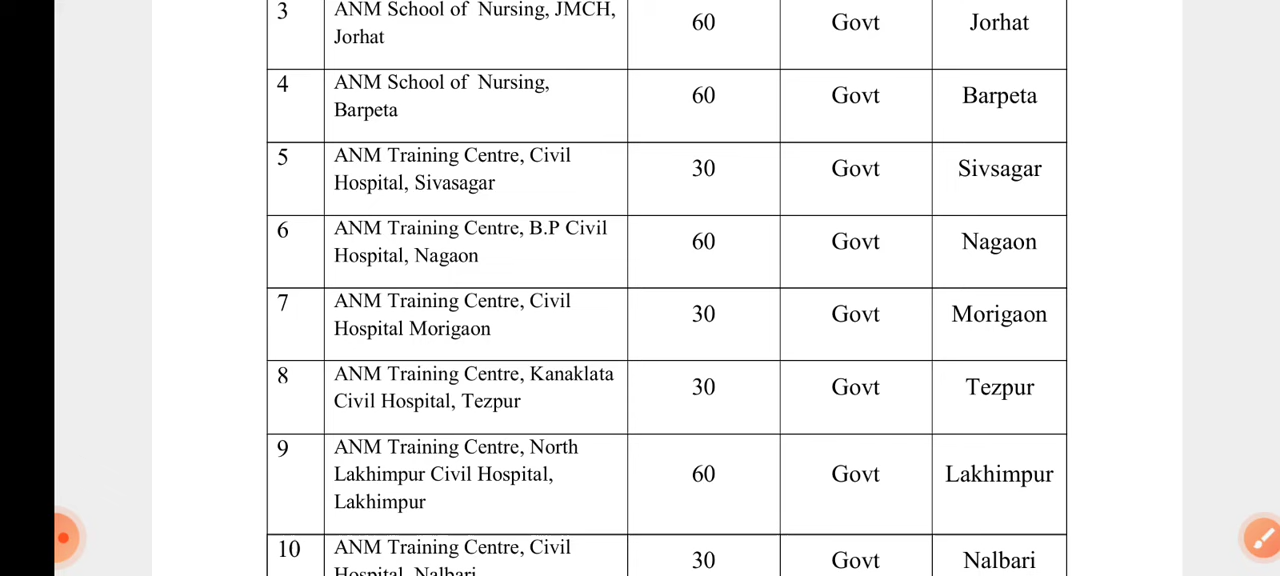 3 ANM School of Nursing, JMCH, 60 Govt Jorhat
Jorhat
4 ANM School of Nursing, 60 Govt Barpeta
Barpeta
5 ANM Training Centre, Civil 30 Govt Sivsagar
Hospital, Sivasagar
6 ANM Training Centre, B.P Civil 60 Govt Nagaon
Hospital, Nagaon
7 ANM Training Centre, Civil 30 Govt Morigaon
Hospital Morigaon
8 ANM Training Centre, Kanaklata 30 Govt Tezpur
Civil Hospital, Tezpur
9 ANM Training Centre, North 60 Govt Lakhimpur
Lakhimpur Civil Hospital,
Lakhimpur
10 ANM Training Centre, Civil 30 Govt Nalbari
Hospital, Nalbari